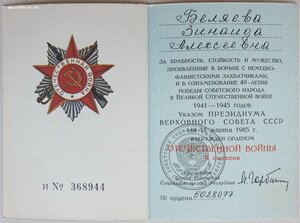 ОТЕЧЕСТВЕННАЯ ВОЙНА
И № 368944
Беляева
Зинаида
Алексеевна
ЗА ХРАБРОСТЬ, СТОЙКОСТЬ И МУЖЕСТВО,
ПРОЯВЛЕННЫЕ В БОРЬБЕ С НЕМЕЦКО-
ФАШИСТСКИМИ ЗАХВАТЧИКАМИ,
И В ОЗНАМЕНОВАНИЕ 40-ЛЕТИЯ
ПОБЕДЫ СОВЕТСКОГО НАРОДА
В ВЕЛИКОЙ ОТЕЧЕСТВЕННОЙ ВОЙНЕ
1941—1945 ГОДОВ
УКАЗОМ ПРЕЗИДИУМА
ВЕРХОВНОГО СОВЕТА СССР
от 11 марта 1985 г.
НАГРАЖДЕН ОРДЕНОМ
ОТЕЧЕСТВЕННОЙ ВОЙНЫ
II степени
№ ордена 5028077